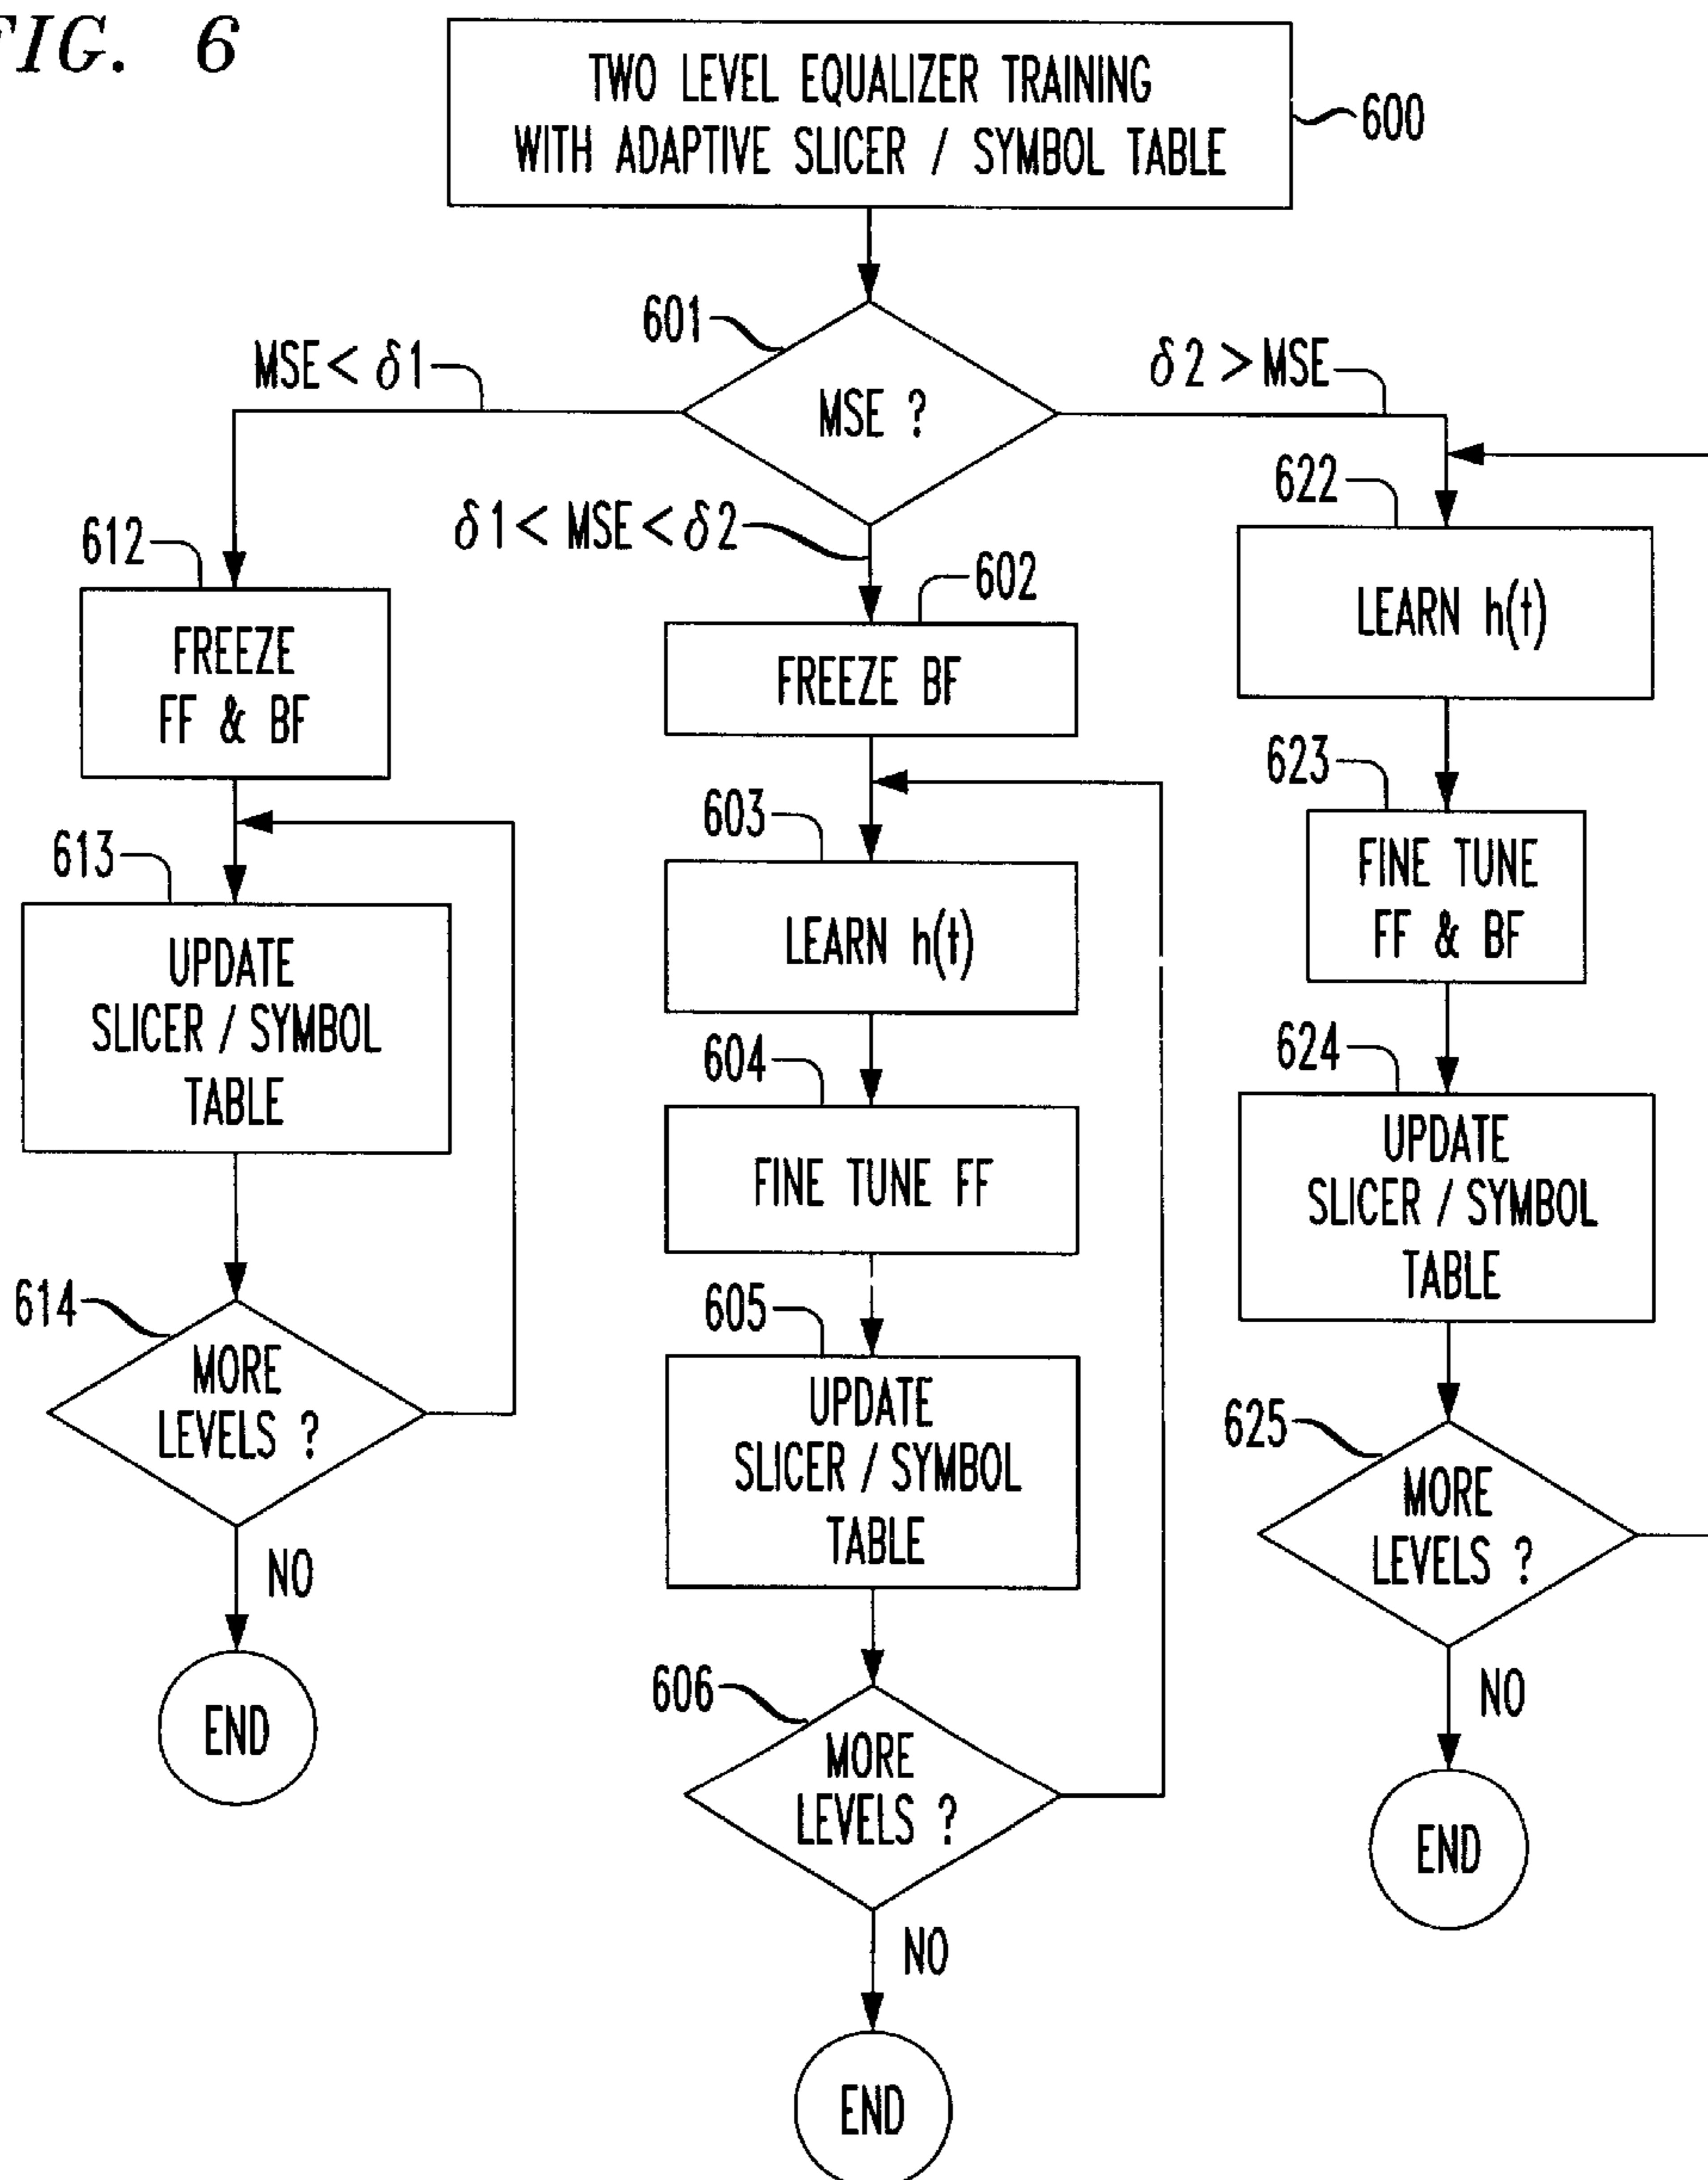 FIG. 6
TWO LEVEL EQUALIZER TRAINING
WITH ADAPTIVE SLICER / SYMBOL TABLE
600
601
MSE < δ1
δ2 > MSE
MSE ?
δ1 < MSE < δ2
612
FREEZE
FF & BF
613
UPDATE
SLICER / SYMBOL
TABLE
614
MORE
LEVELS ?
NO
END
602
FREEZE BF
603
LEARN h(t)
604
FINE TUNE FF
605
UPDATE
SLICER / SYMBOL
TABLE
606
MORE
LEVELS ?
NO
END
622
LEARN h(t)
623
FINE TUNE
FF & BF
624
UPDATE
SLICER / SYMBOL
TABLE
625
MORE
LEVELS ?
NO
END